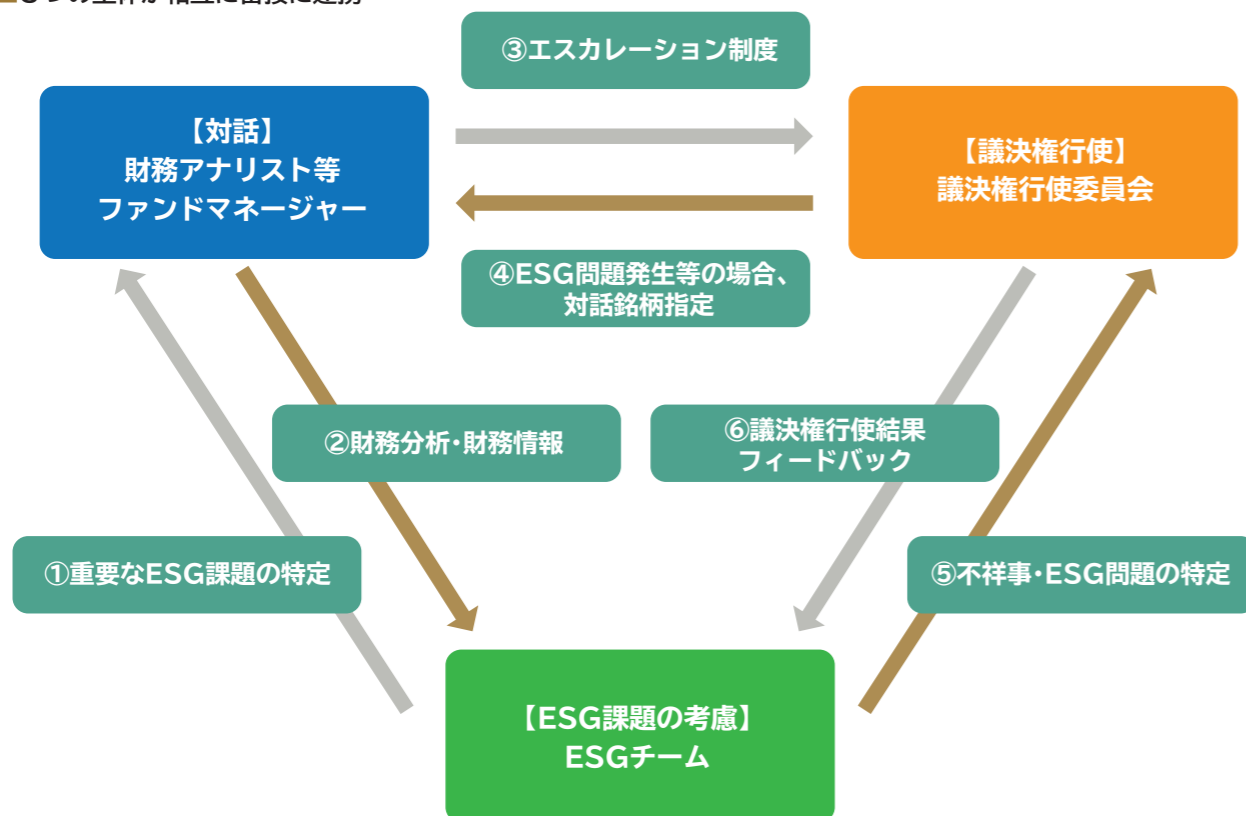 ③エスカレーション制度
【対話】
財務アナリスト等
ファンドマネージャー
【議決権行使】
議決権行使委員会
④ESG問題発生等の場合、
対話銘柄指定
②財務分析・財務情報
⑥議決権行使結果
フィードバック
①重要なESG課題の特定
⑤不祥事・ESG問題の特定
【ESG課題の考慮】
ESGチーム